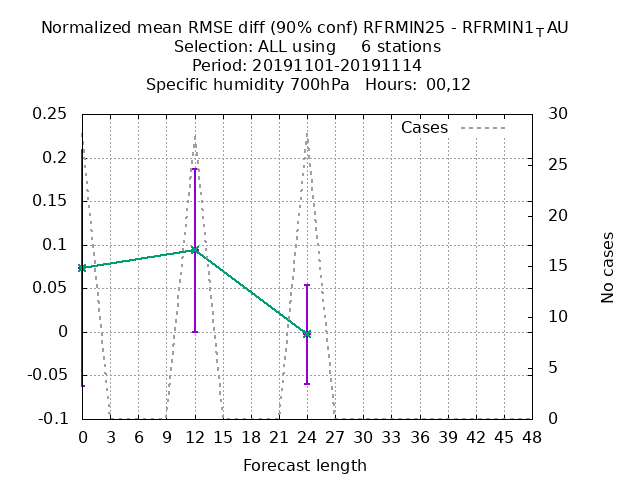 Normalized mean RMSE diff (90% conf) RFRMIN25 - RFRMIN1TAU
Selection: ALL using 6 stations
Period: 20191101-20191114
Specific humidity 700hPa Hours: 00,12
Cases
0.25
0.2
0.15
0.1
0.05
0
-0.05
-0.1
30
25
20
15
10
5
0
No cases
0 3 6 9 12 15 18 21 24 27 30 33 36 39 42 45 48
Forecast length